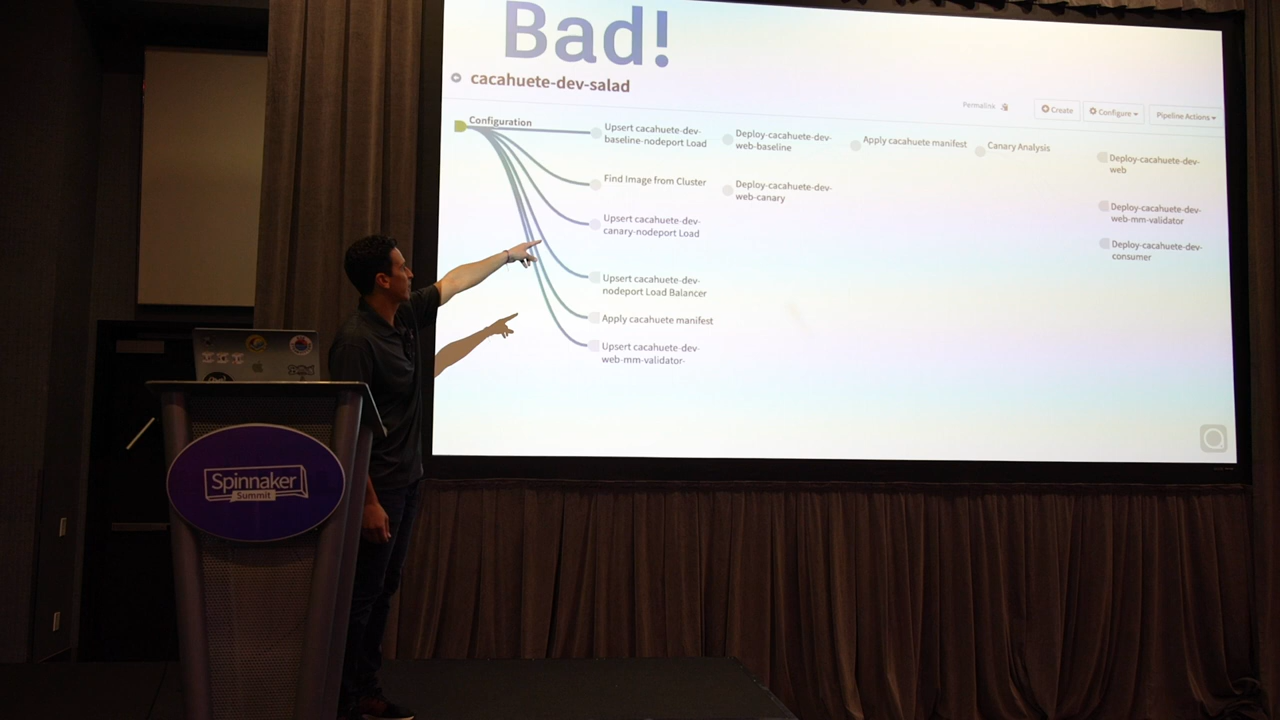 Bad!
cacahuete-dev-salad
Permalink
Create
Configure
Pipeline Actions
Configuration
Upsert cacahuete-dev-
baseline-nodeport Load
Deploy-cacahuete-dev-
web-baseline
Apply cacahuete manifest
Canary Analysis
Deploy-cacahuete-dev-
web
Find Image from Cluster
Deploy-cacahuete-dev-
web-canary
Deploy-cacahuete-dev-
web-mm-validator
Upsert cacahuete-dev-
canary-nodeport Load
Deploy-cacahuete-dev-
consumer
Upsert cacahuete-dev-
nodeport Load Balancer
Apply cacahuete manifest
Upsert cacahuete-dev-
web-mm-validator-
Spinnaker
Summit